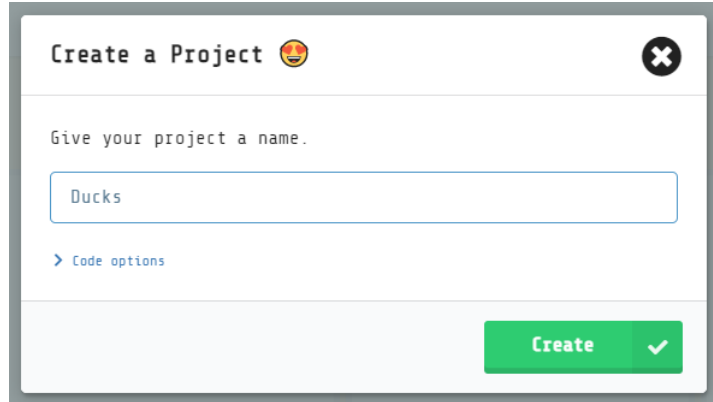 Create a Project 😍
Give your project a name.
Ducks
Code options
Create